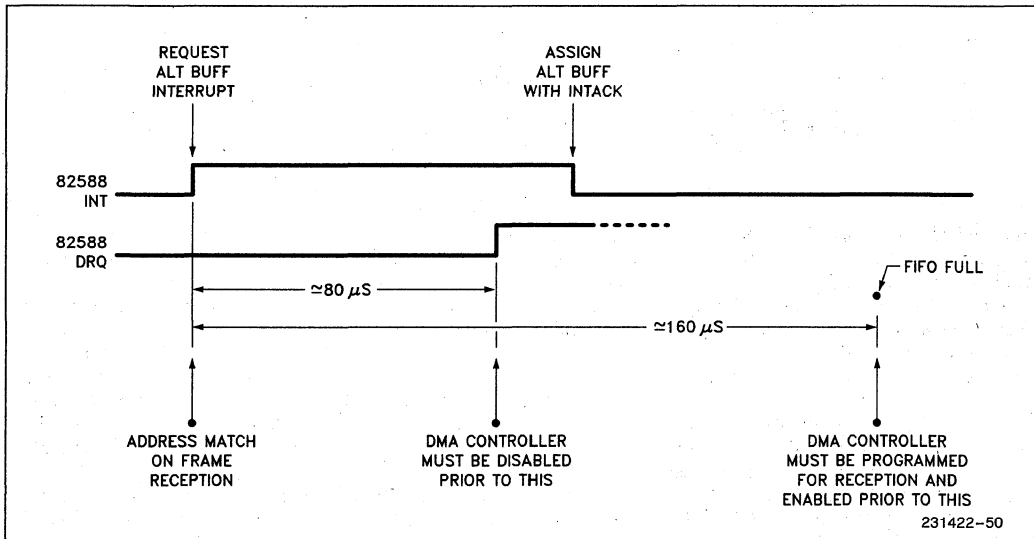 REQUEST
ALT BUFF
INTERRUPT
ASSIGN
ALT BUFF
WITH INTACK
82588
INT
82588
DRQ
FIFO FULL
≃80 μS
≃160 μS
ADDRESS MATCH
ON FRAME
RECEPTION
DMA CONTROLLER
MUST BE DISABLED
PRIOR TO THIS
DMA CONTROLLER
MUST BE PROGRAMMED
FOR RECEPTION AND
ENABLED PRIOR TO THIS
231422-50